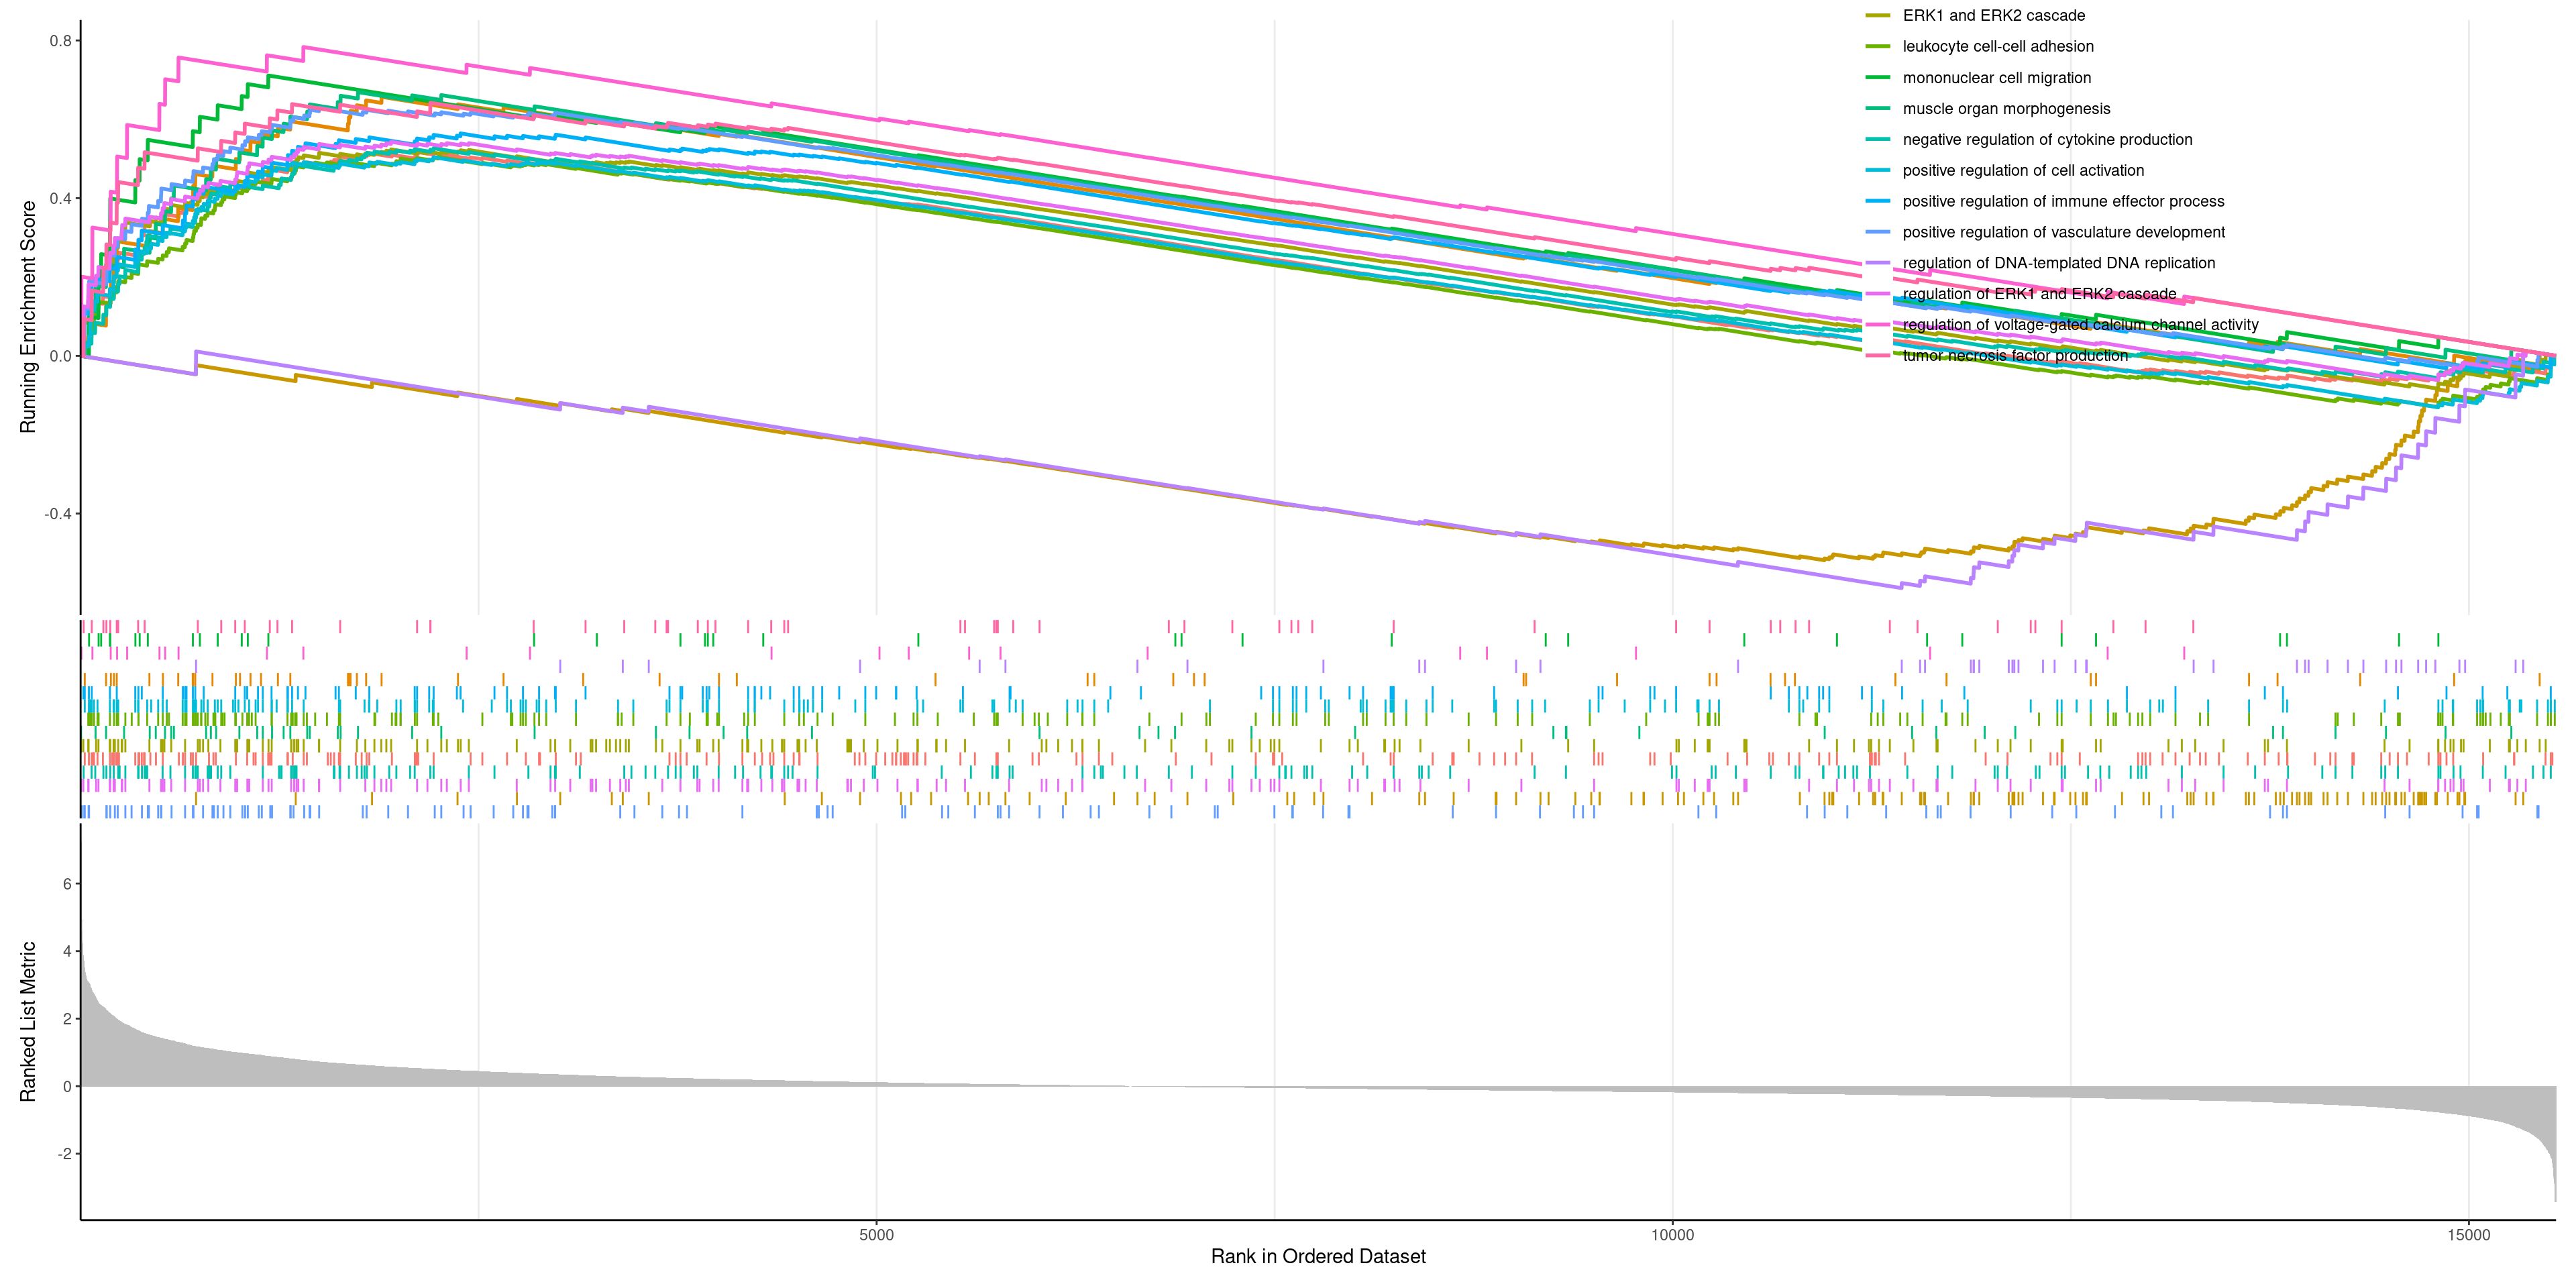 ERK1 and ERK2 cascade
leukocyte cell-cell adhesion
mononuclear cell migration
muscle organ morphogenesis
negative regulation of cytokine production
positive regulation of cell activation
positive regulation of immune effector process
positive regulation of vasculature development
regulation of DNA-templated DNA replication
regulation of ERK1 and ERK2 cascade
regulation of voltage-gated calcium channel activity
tumor necrosis factor production
Running Enrichment Score
0.8
0.4
0.0
-0.4
Ranked List Metric
6
4
2
0
-2
5000
10000
15000
Rank in Ordered Dataset